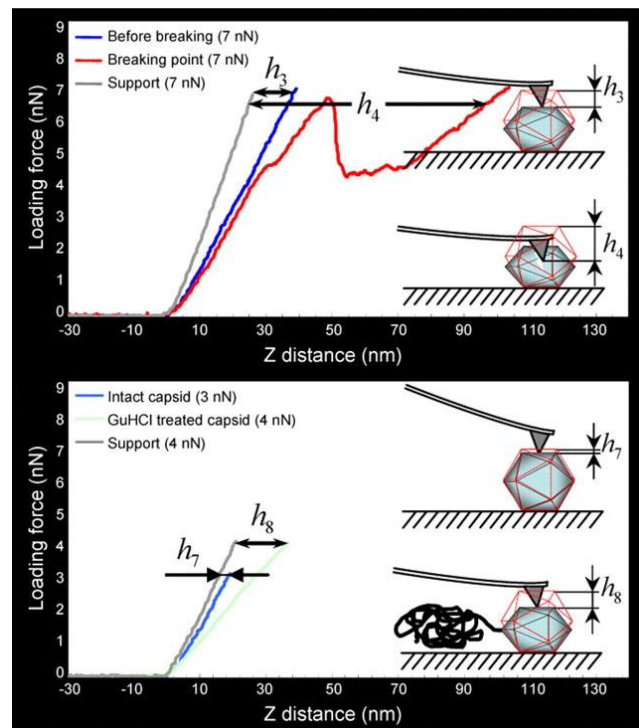 9
8
7
6
5
4
3
2
1
0
Loading force (nN)
Before breaking (7 nN)
Breaking point (7 nN)
Support (7 nN)
h3
h4
h3
h4
-30 -10 10 30 50 70 90 110 130
Z distance (nm)
9
8
7
6
5
4
3
2
1
0
Loading force (nN)
Intact capsid (3 nN)
GuHCl treated capsid (4 nN)
Support (4 nN)
h7
h8
h7
h8
-30 -10 10 30 50 70 90 110 130
Z distance (nm)